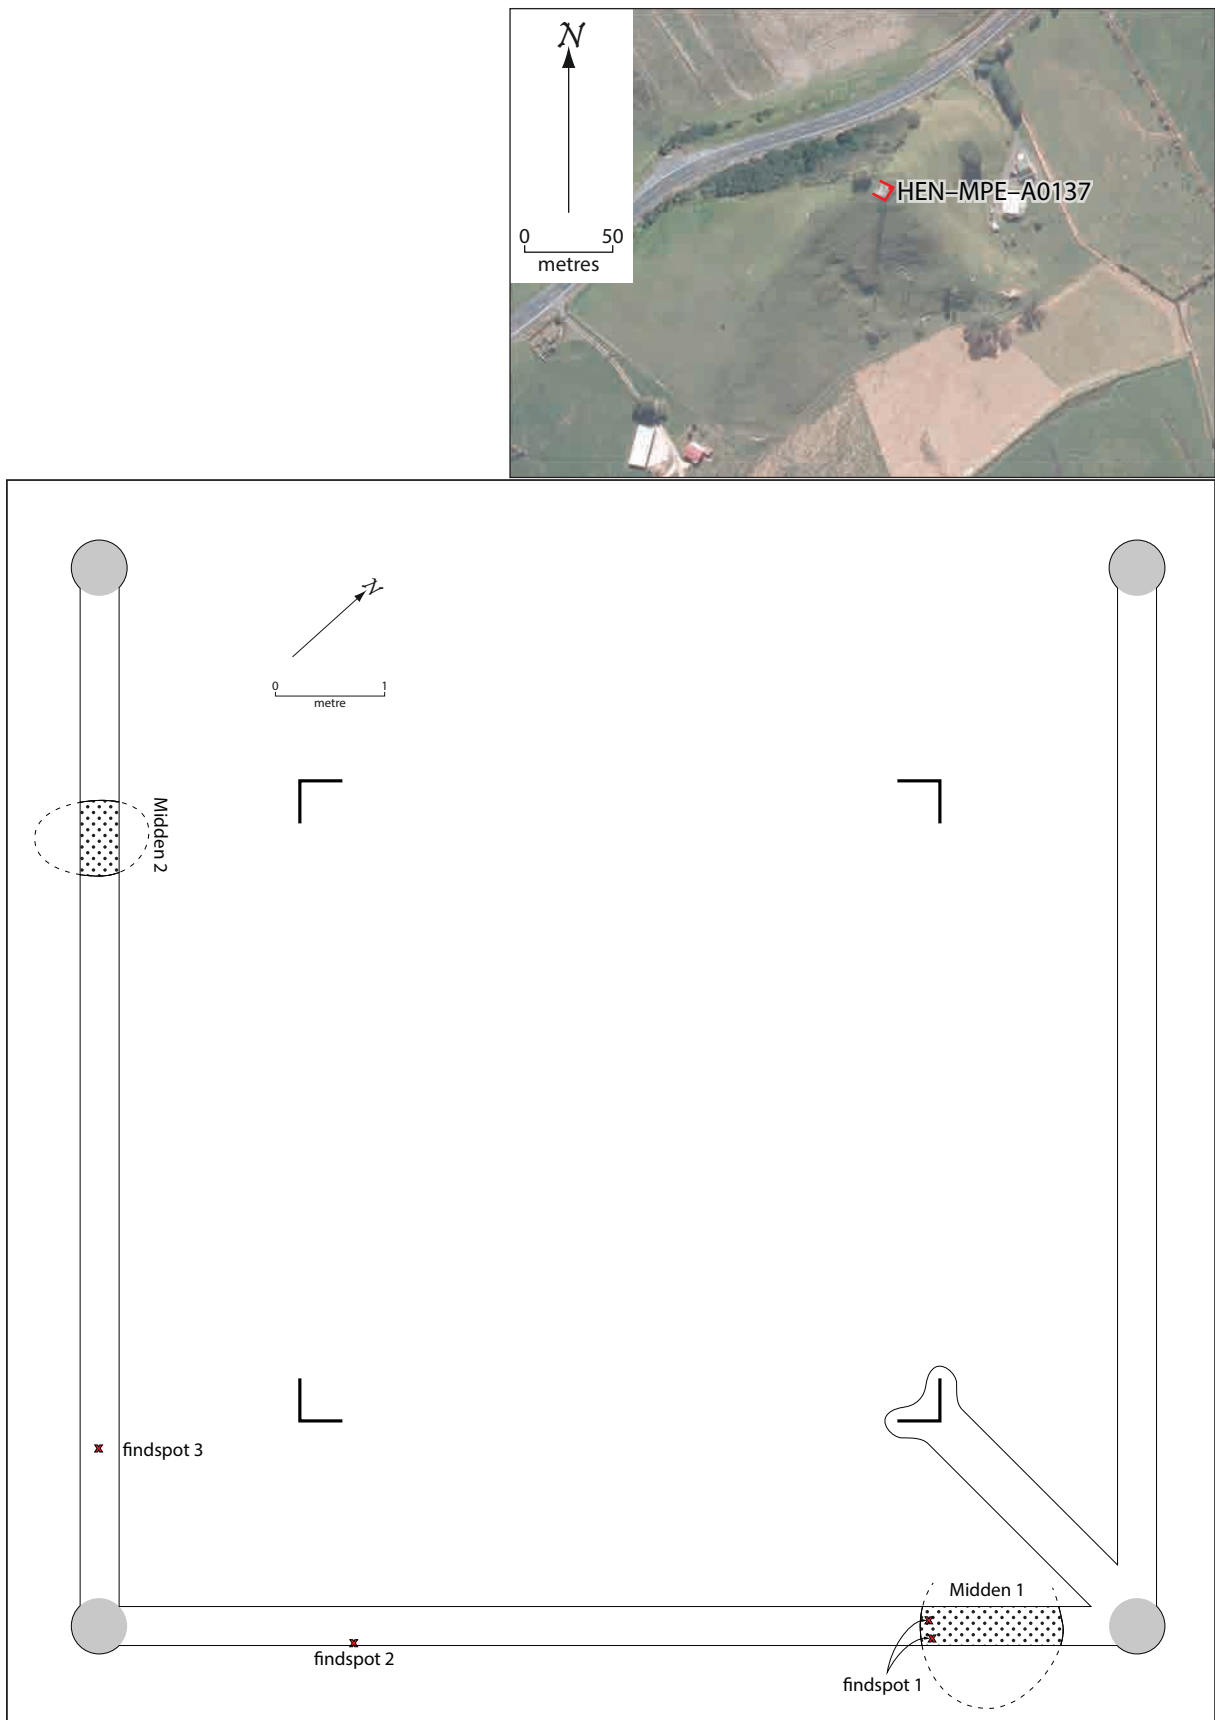 N
0 50
metres
HEN–MPE–A0137
N
0 1
metre
Midden 2
findspot 3
Midden 1
findspot 2
findspot 1